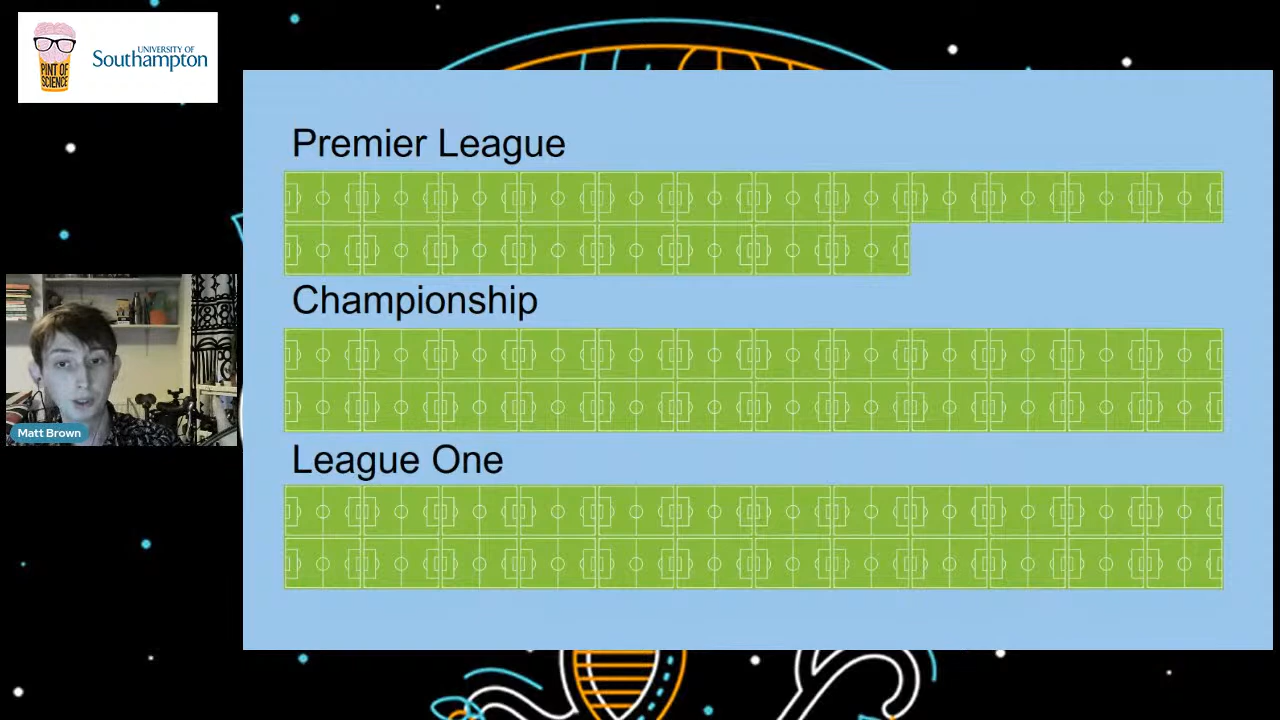 PINT OF
SCIENCE
UNIVERSITY OF
Southampton
Premier League
Championship
League One
Matt Brown